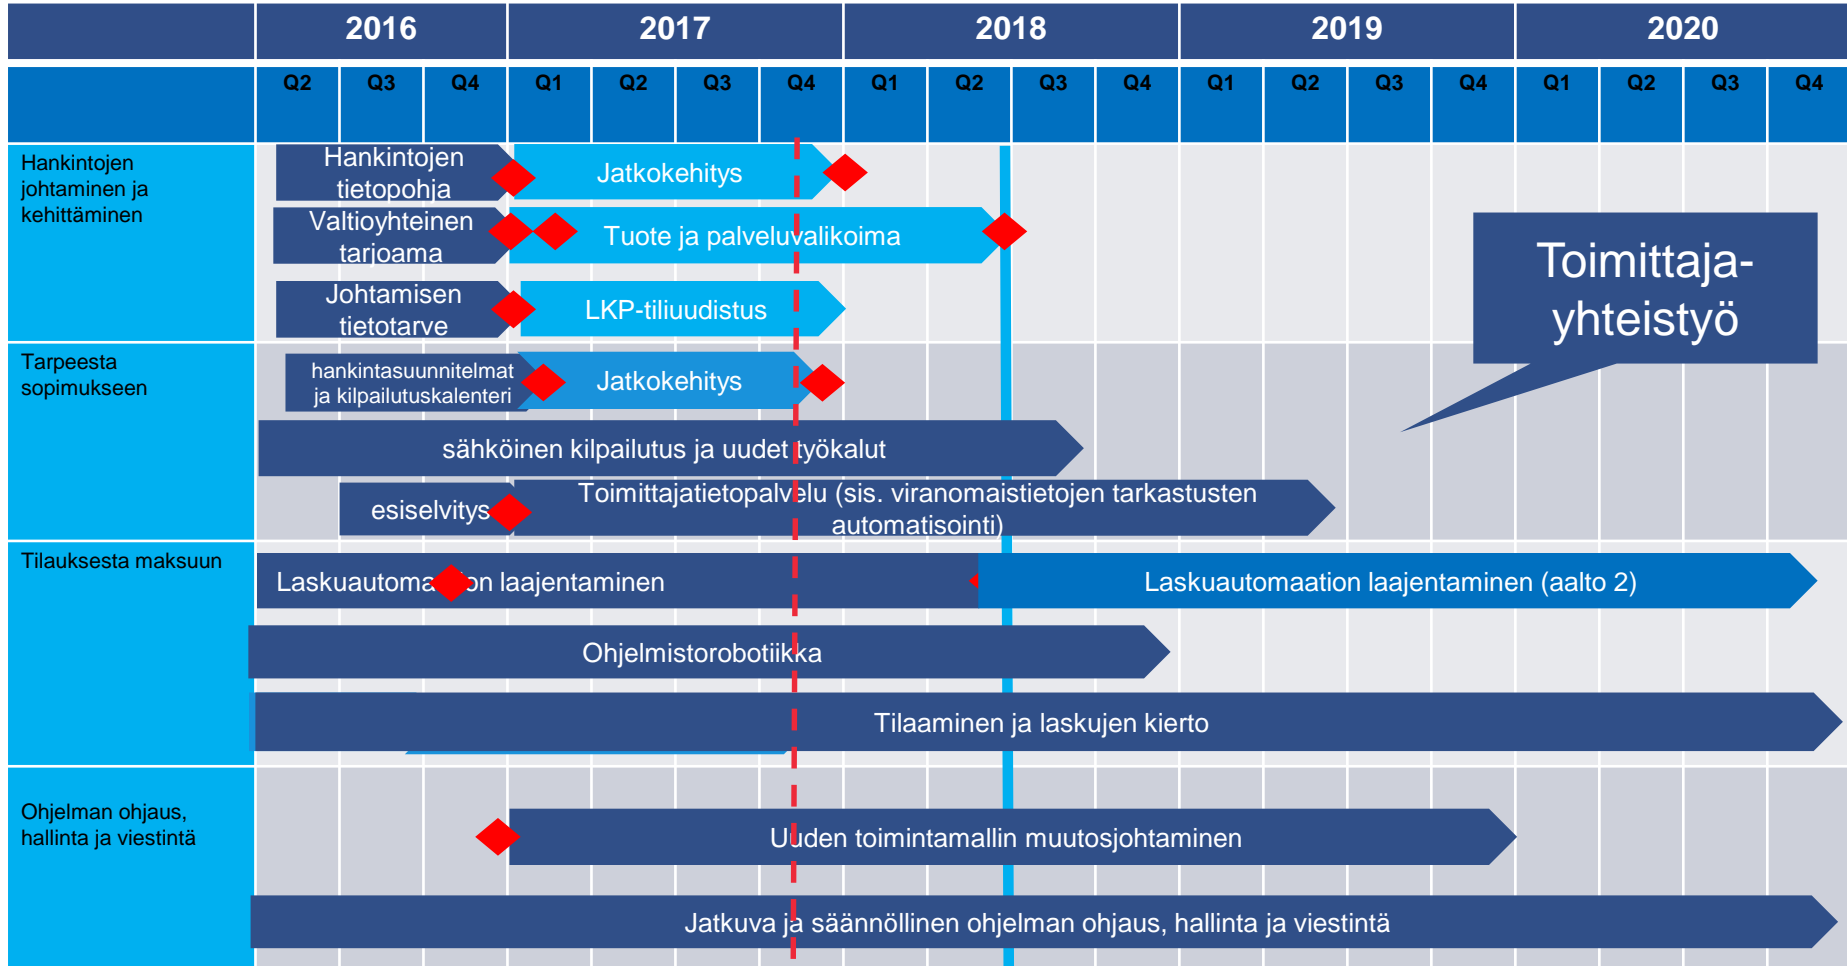 2016 2017 2018 2019 2020
Q2 Q3 Q4 Q1 Q2 Q3 Q4 Q1 Q2 Q3 Q4 Q1 Q2 Q3 Q4 Q1 Q2 Q3 Q4
Hankintojen
johtaminen ja
kehittäminen
Hankintojen
tietopohja
Jatkokehitys
Valtioyhteinen
tarjoama
Tuote ja palveluvalikoima
Johtamisen
tietotarve
LKP-tiliuudistus
Toimittaja-
yhteistyö
Tarpeesta
sopimukseen
hankintasuunnitelmat
ja kilpailutuskalenteri
Jatkokehitys
sähköinen kilpailutus ja uudet työkalut
esiselvitys
Toimittajatietopalvelu (sis. viranomaistietojen tarkastusten
automatisointi)
Tilauksesta maksuun
Laskuautomaation laajentaminen
Laskuautomaation laajentaminen (aalto 2)
Ohjelmistorobotiikka
Tilaaminen ja laskujen kierto
Ohjelman ohjaus,
hallinta ja viestintä
Uuden toimintamallin muutosjohtaminen
Jatkuva ja säännöllinen ohjelman ohjaus, hallinta ja viestintä